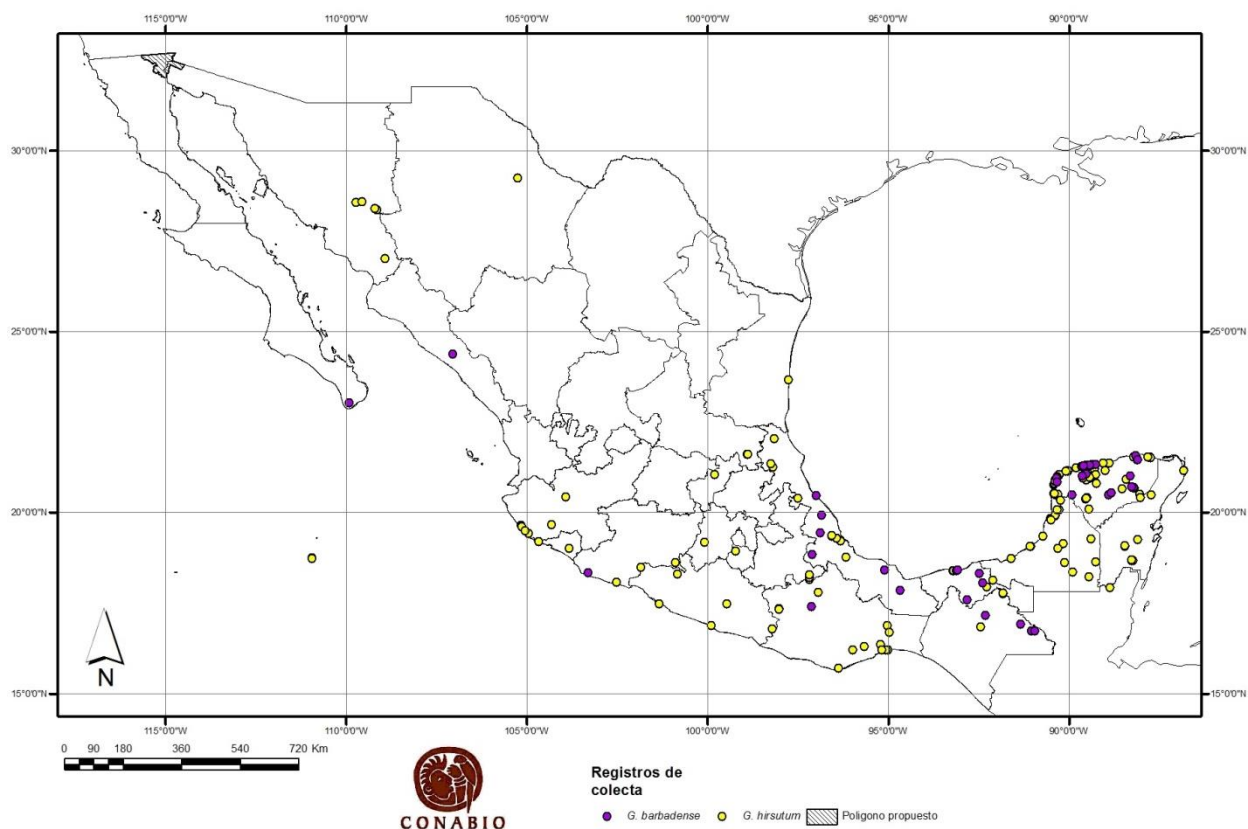 115°0'0"W 110°0'0"W 105°0'0"W 100°0'0"W 95°0'0"W 90°0'0"W
30°0'0"N 30°0'0"N
25°0'0"N 25°0'0"N
20°0'0"N 20°0'0"N
15°0'0"N 15°0'0"N
N
115°0'0"W 110°0'0"W 105°0'0"W 100°0'0"W 95°0'0"W 90°0'0"W
0 90 180 360 540 720 Km
CONABIO
Registros de
colecta
G. barbadense G. hirsutum Poligono propuesto